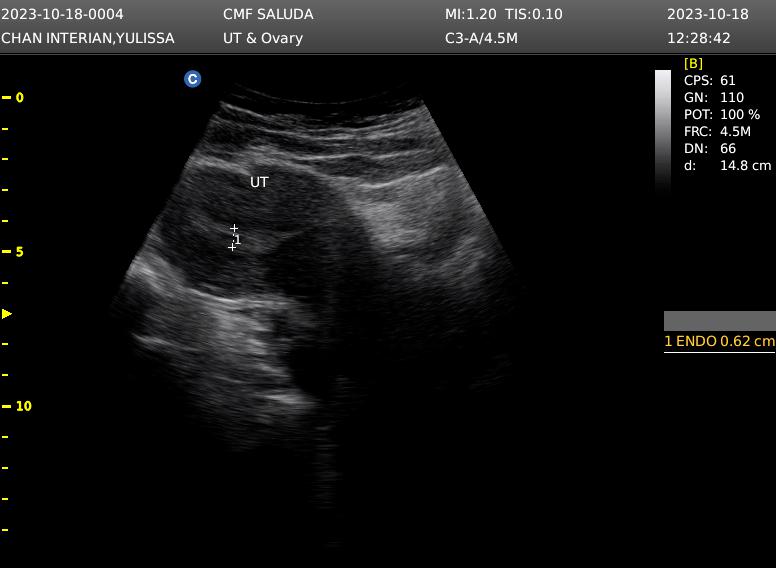 2023-10-18-0004 CMF SALUDA MI:1.20 TIS:0.10 2023-10-18
CHAN INTERIAN,YULISSA UT & Ovary C3-A/4.5M 12:28:42
C
[B]
CPS: 61
GN: 110
POT: 100 %
FRC: 4.5M
DN: 66
d: 14.8 cm
0
UT
1
5
1 ENDO 0.62 cm
10